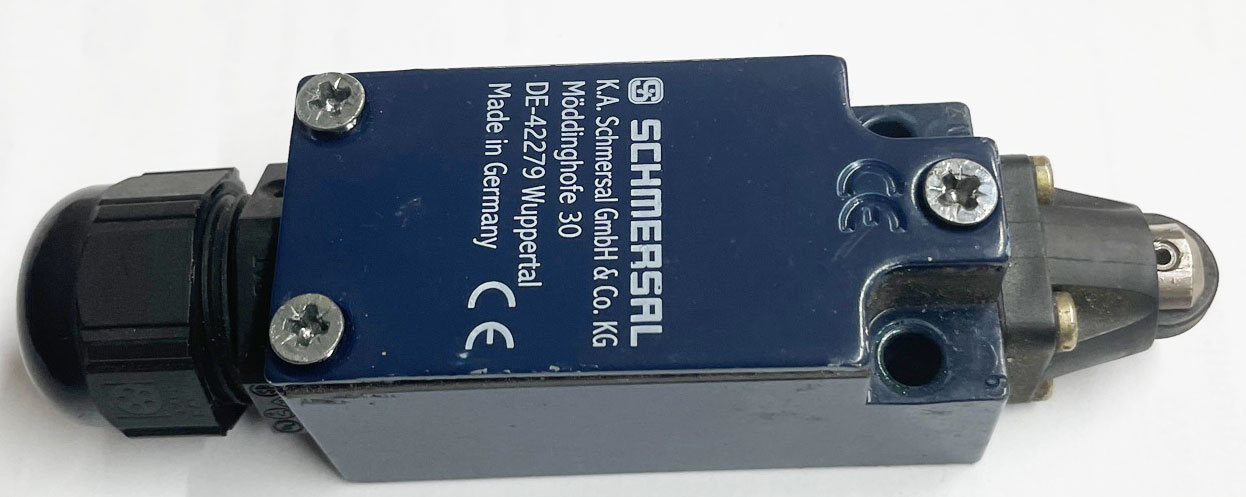 SCHMERSAL
K.A. Schmersal GmbH & Co. KG
Möddinghofe 30
DE-42279 Wuppertal
Made in Germany
CE
CE